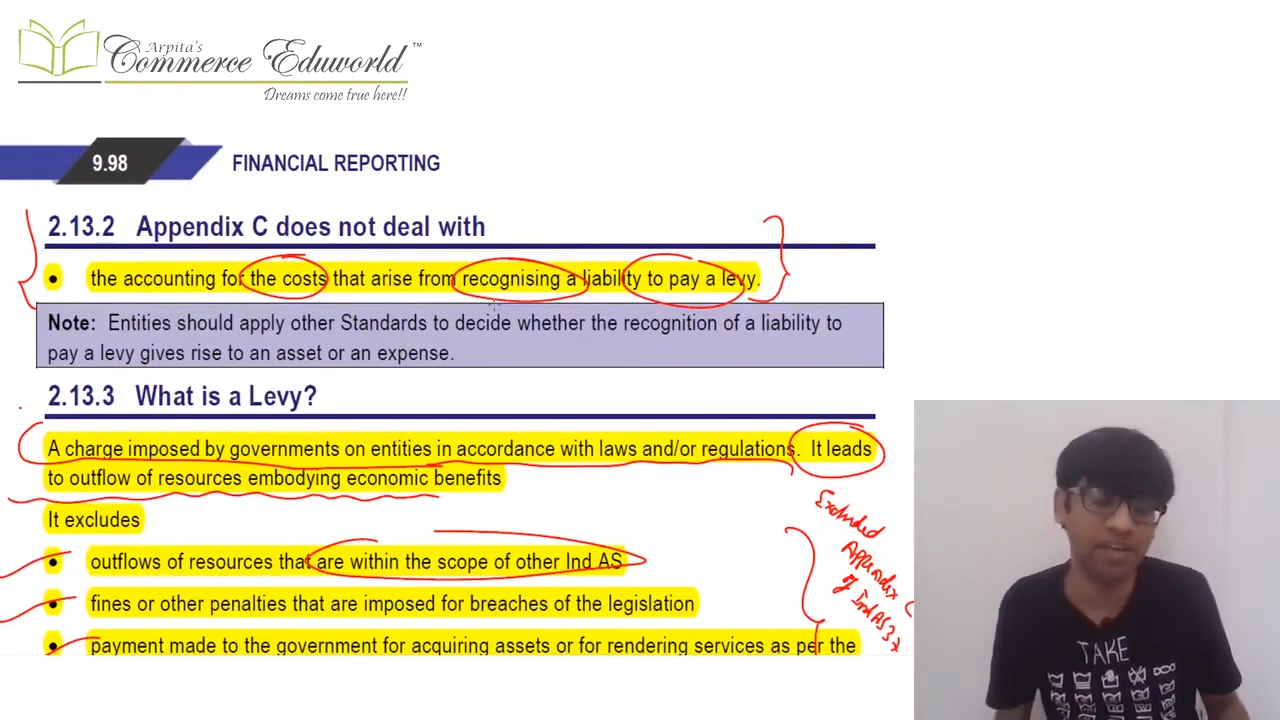 Arpita's
Commerce Eduworld™
Dreams come true here!!
9.98 FINANCIAL REPORTING
2.13.2 Appendix C does not deal with
• the accounting for the costs that arise from recognising a liability to pay a levy.
Note: Entities should apply other Standards to decide whether the recognition of a liability to
pay a levy gives rise to an asset or an expense.
2.13.3 What is a Levy?
A charge imposed by governments on entities in accordance with laws and/or regulations. It leads
to outflow of resources embodying economic benefits
It excludes
• outflows of resources that are within the scope of other Ind AS
• fines or other penalties that are imposed for breaches of the legislation
• payment made to the government for acquiring assets or for rendering services as per the
Excluded
Appendix C
of Ind AS 37
TAKE